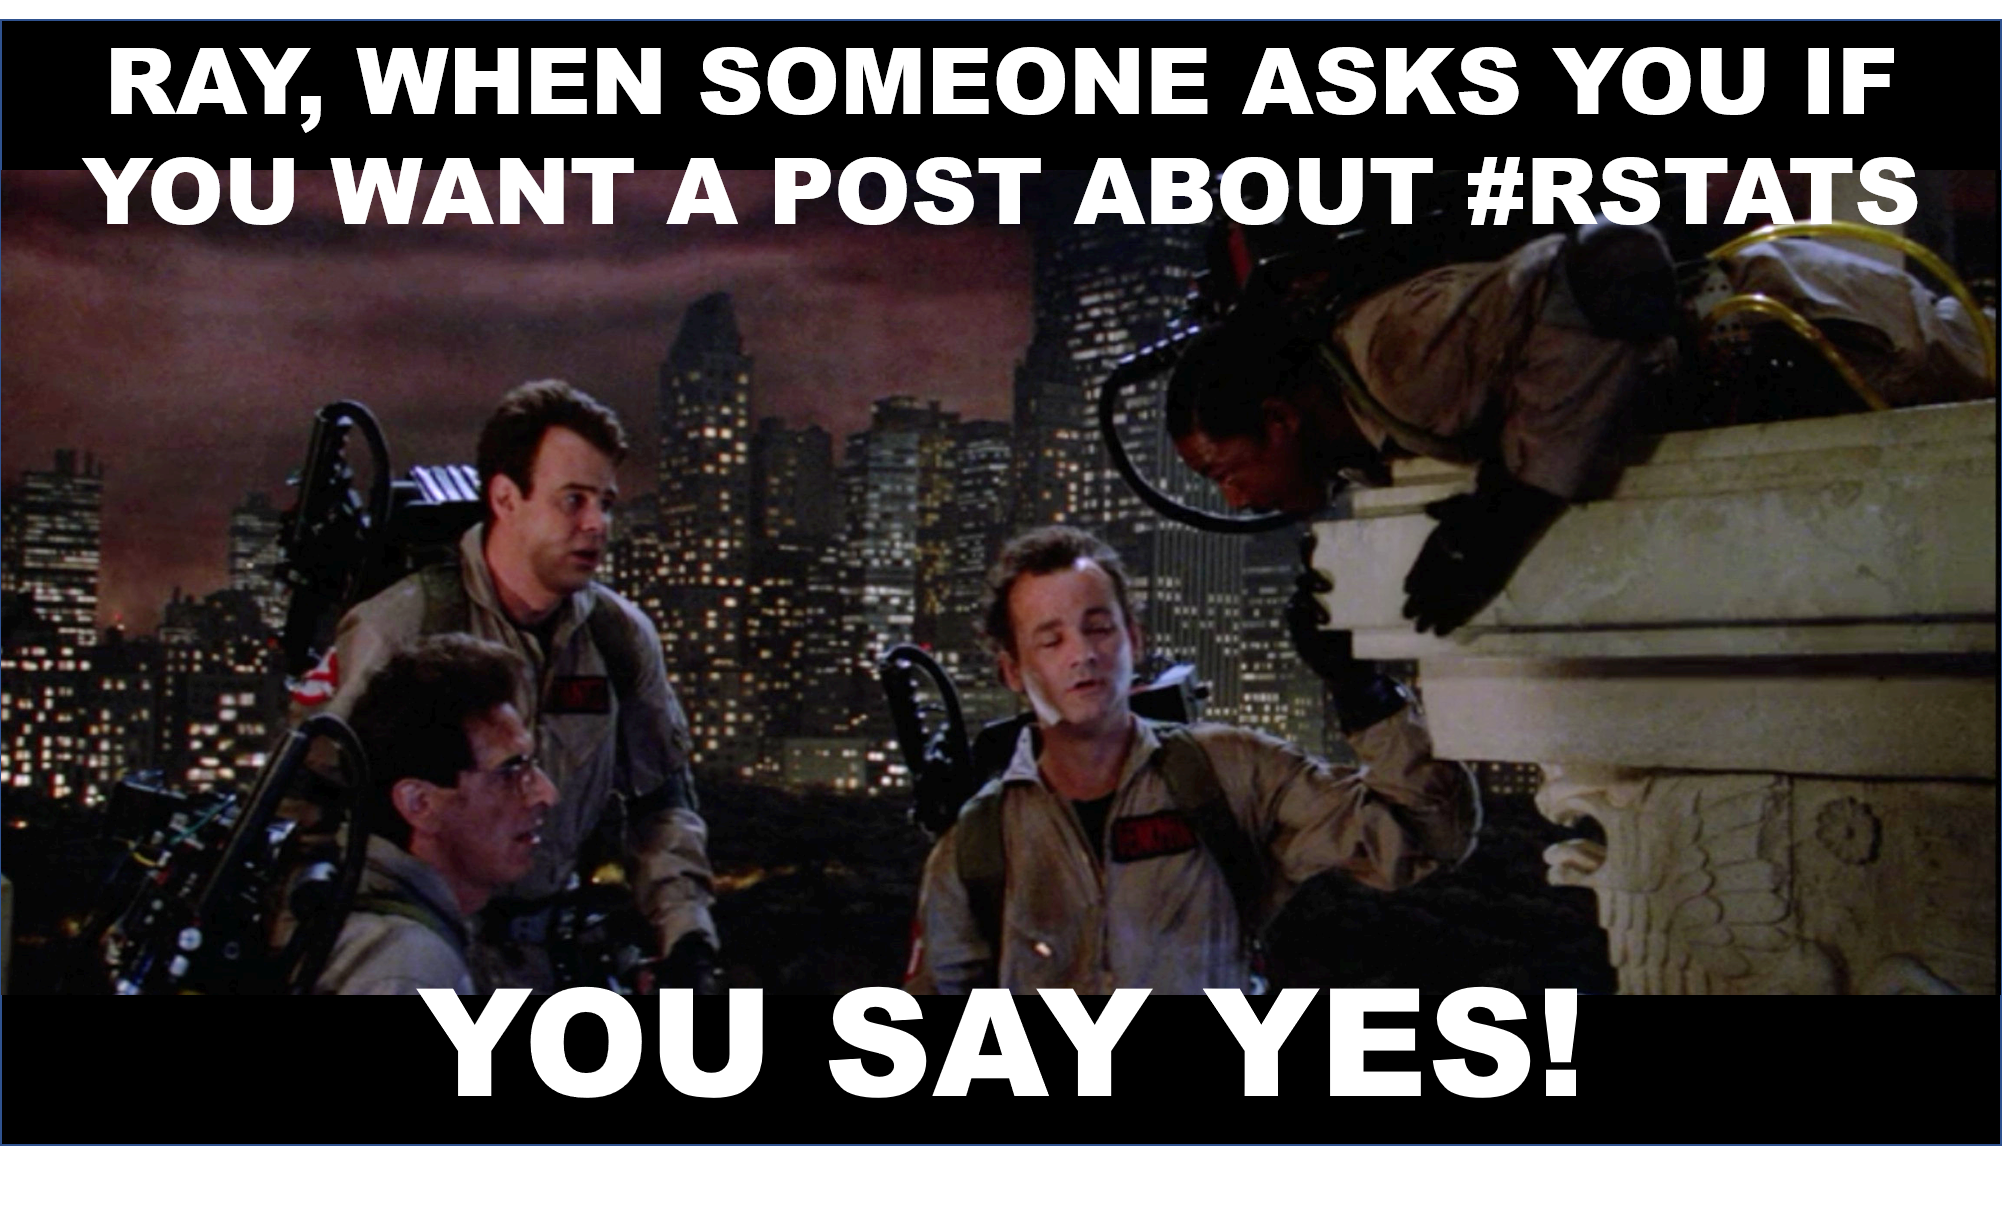 RAY, WHEN SOMEONE ASKS YOU IF
YOU WANT A POST ABOUT #RSTATS
YOU SAY YES!